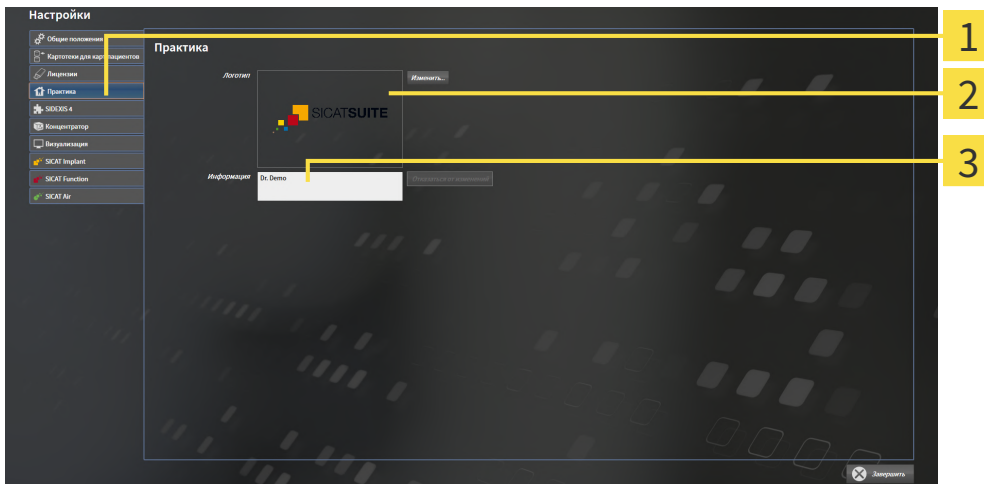 Настройки
Общие положения
Картотеки для карт пациентов
Лицензии
Практика
SIDEXIS 4
Концентратор
Визуализация
SICAT Implant
SICAT Function
SICAT Air
Практика
Логотип
SICATSUITE
Изменить...
Информация
Dr. Demo
Отказаться от изменений
Завершить
1
2
3